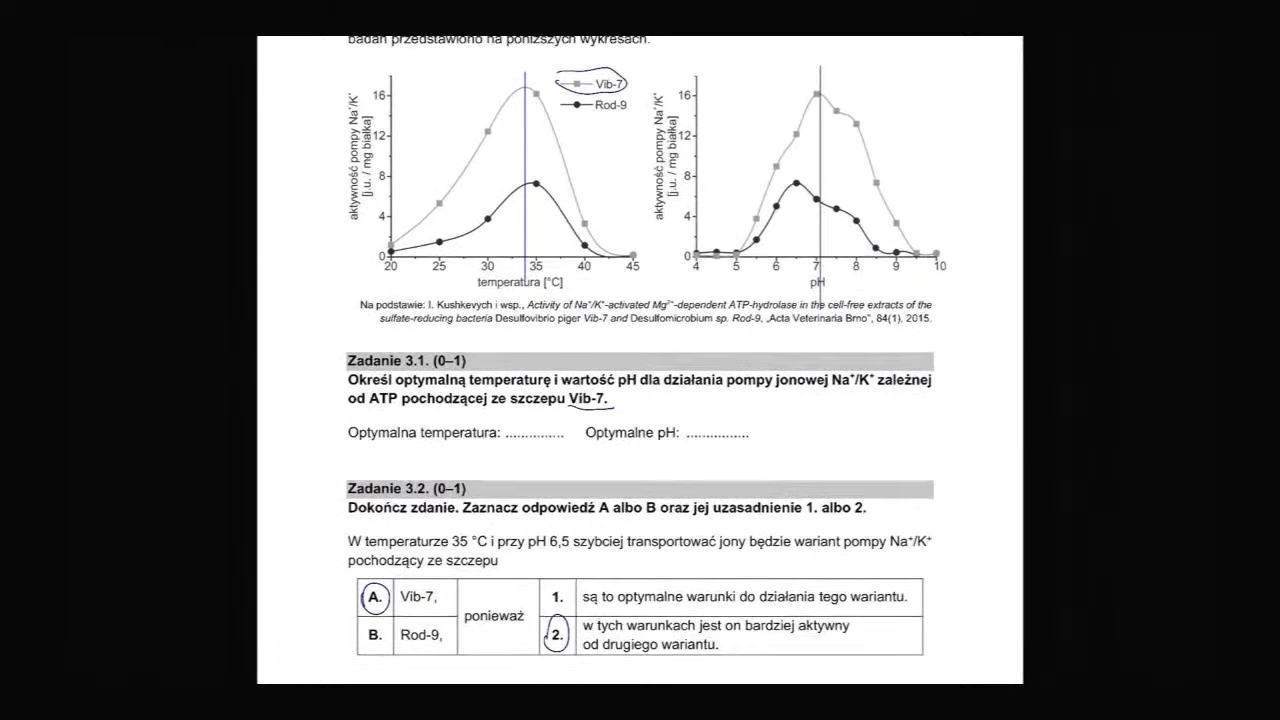 badań przedstawiono na poniższych wykresach.
aktywność pompy Na⁺/K⁺
[j.u. / mg białka]
16
12
8
4
0
20 25 30 35 40 45
temperatura [°C]
Vib-7
Rod-9
aktywność pompy Na⁺/K⁺
[j.u. / mg białka]
16
12
8
4
0
4 5 6 7 8 9 10
pH
Na podstawie: I. Kushkevych i wsp., Activity of Na⁺/K⁺-activated Mg²⁺-dependent ATP-hydrolase in the cell-free extracts of the
sulfate-reducing bacteria Desulfovibrio piger Vib-7 and Desulfomicrobium sp. Rod-9, „Acta Veterinaria Brno”, 84(1), 2015.
Zadanie 3.1. (0–1)
Określ optymalną temperaturę i wartość pH dla działania pompy jonowej Na⁺/K⁺ zależnej
od ATP pochodzącej ze szczepu Vib-7.
Optymalna temperatura: ............... Optymalne pH: ................
Zadanie 3.2. (0–1)
Dokończ zdanie. Zaznacz odpowiedź A albo B oraz jej uzasadnienie 1. albo 2.
W temperaturze 35 °C i przy pH 6,5 szybciej transportować jony będzie wariant pompy Na⁺/K⁺
pochodzący ze szczepu
A. Vib-7,
B. Rod-9,
ponieważ
1. są to optymalne warunki do działania tego wariantu.
2. w tych warunkach jest on bardziej aktywny
od drugiego wariantu.